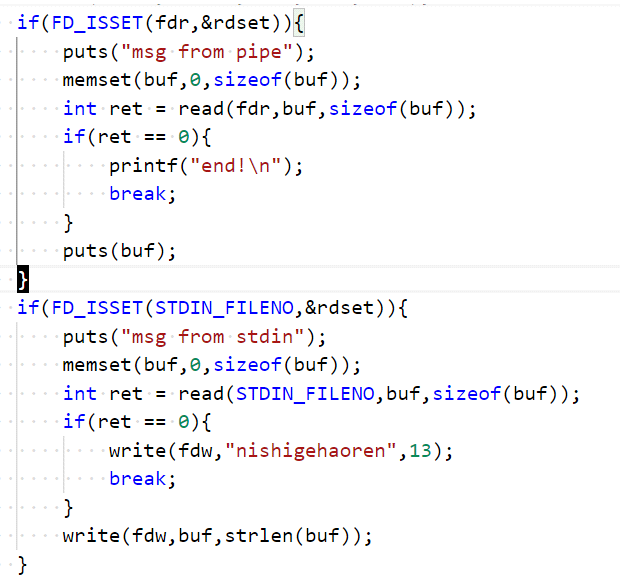 if(FD_ISSET(fdr,&rdset)){
    puts("msg from pipe");
    memset(buf,0,sizeof(buf));
    int ret = read(fdr,buf,sizeof(buf));
    if(ret == 0){
        printf("end!\n");
        break;
    }
    puts(buf);
}
if(FD_ISSET(STDIN_FILENO,&rdset)){
    puts("msg from stdin");
    memset(buf,0,sizeof(buf));
    int ret = read(STDIN_FILENO,buf,sizeof(buf));
    if(ret == 0){
        write(fdw,"nishigehaoren",13);
        break;
    }
    write(fdw,buf,strlen(buf));
}